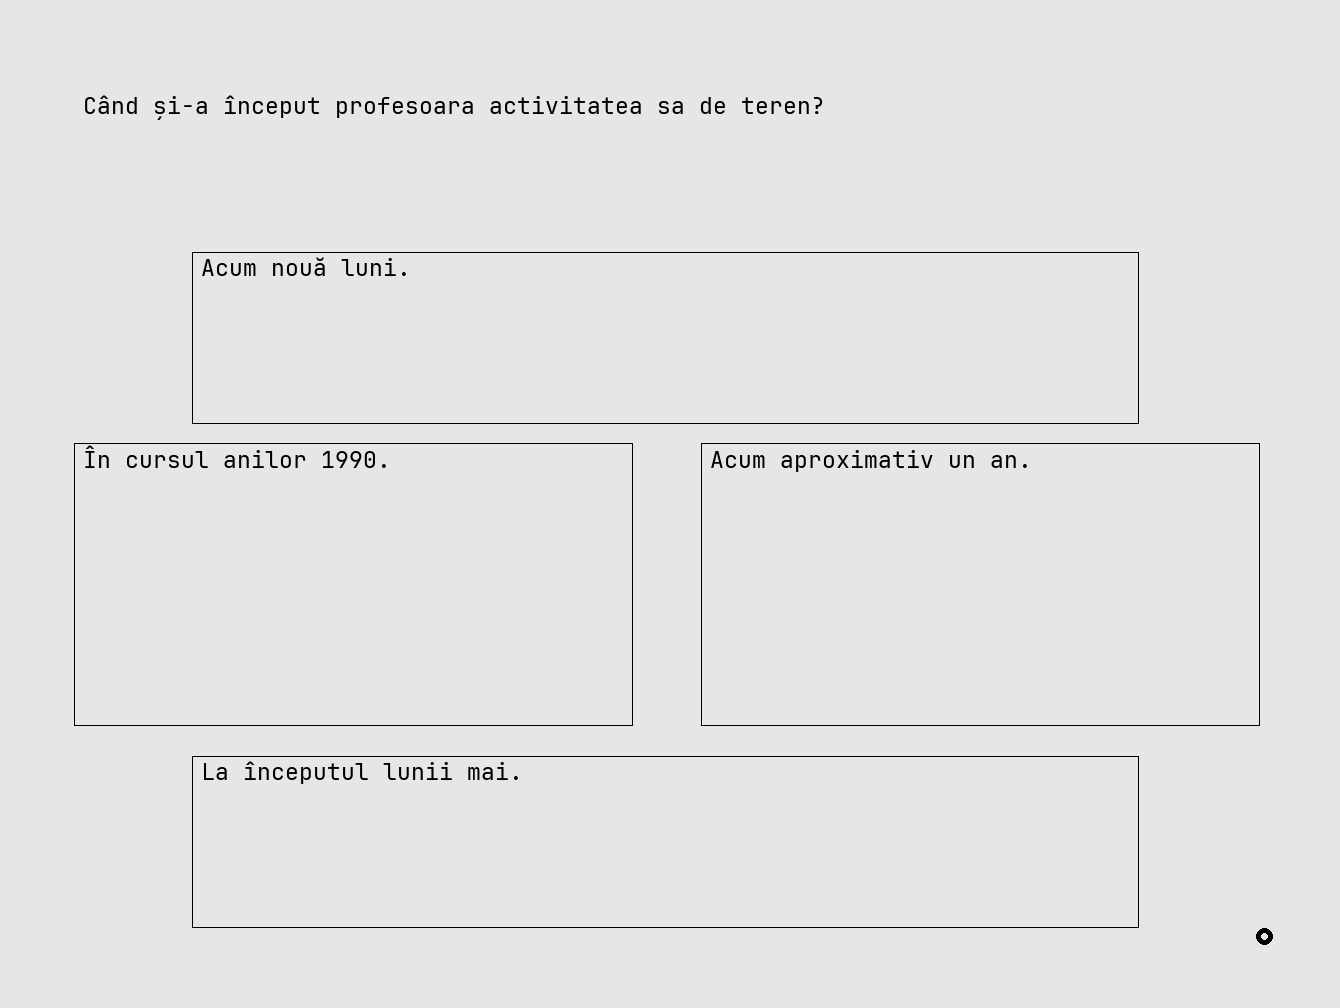 Când și-a început profesoara activitatea sa de teren?
Acum nouă luni.
În cursul anilor 1990.
Acum aproximativ un an.
La începutul lunii mai.